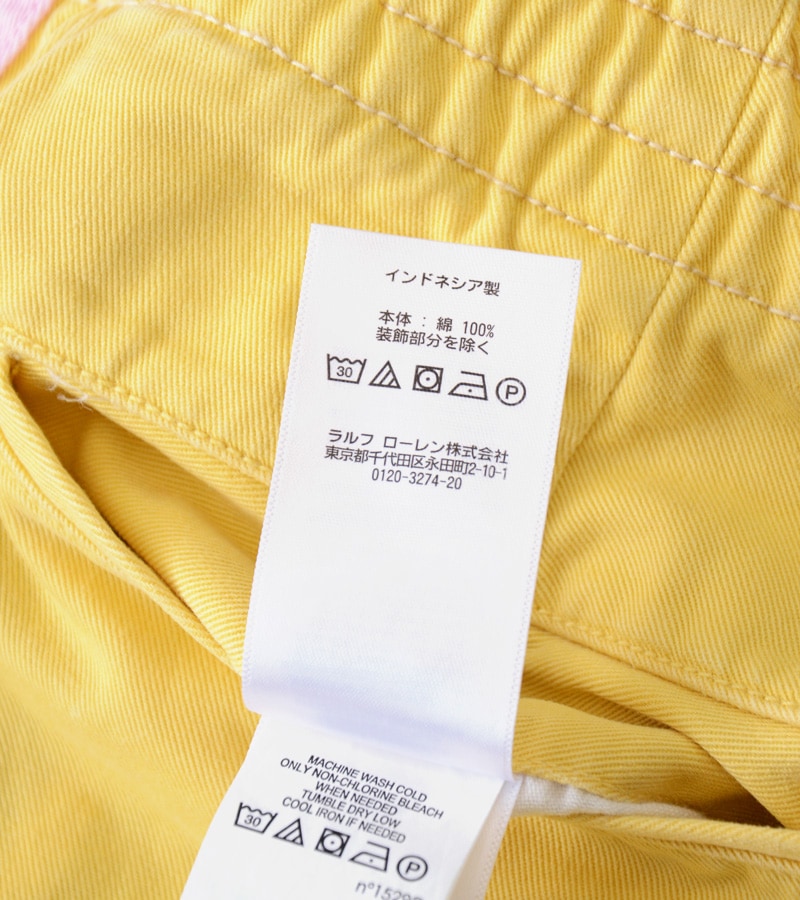 インドネシア製
本体 : 綿 100%
装飾部分を除く
30 P
ラルフ ローレン株式会社
東京都千代田区永田町2-10-1
0120-3274-20
MACHINE WASH COLD
ONLY NON-CHLORINE BLEACH
WHEN NEEDED
TUMBLE DRY LOW
COOL IRON IF NEEDED
30 P